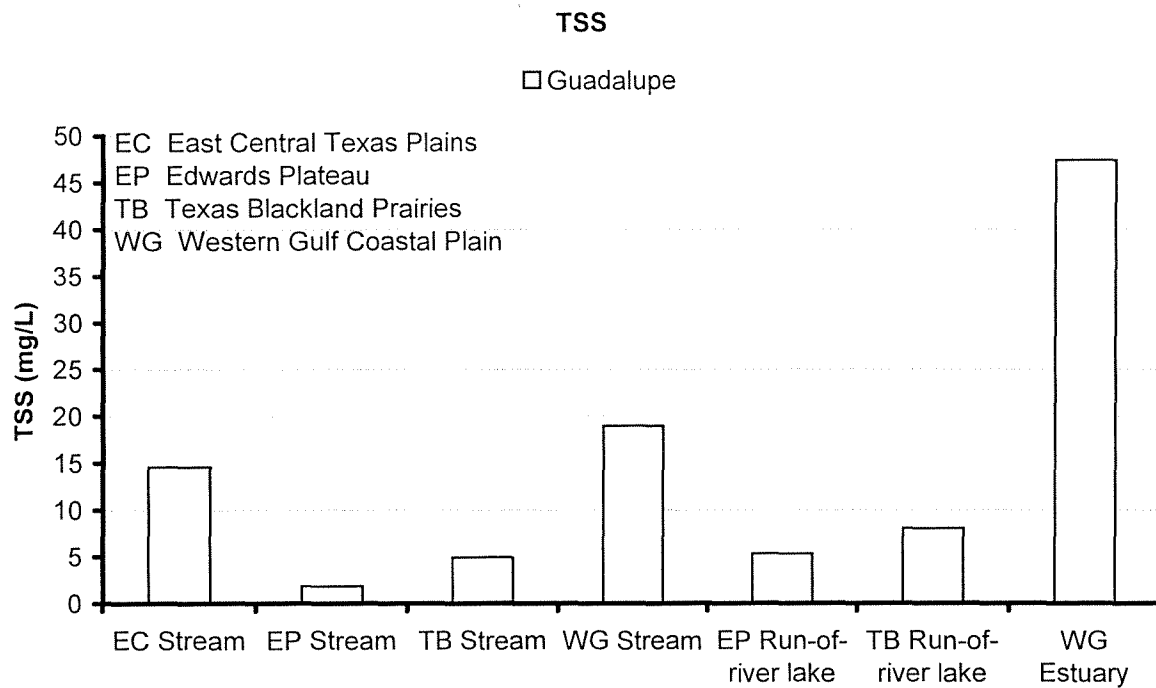 TSS
Guadalupe
EC East Central Texas Plains
EP Edwards Plateau
TB Texas Blackland Prairies
WG Western Gulf Coastal Plain
50
45
40
35
30
25
20
15
10
5
0
TSS (mg/L)
EC Stream
EP Stream
TB Stream
WG Stream
EP Run-of-
river lake
TB Run-of-
river lake
WG
Estuary